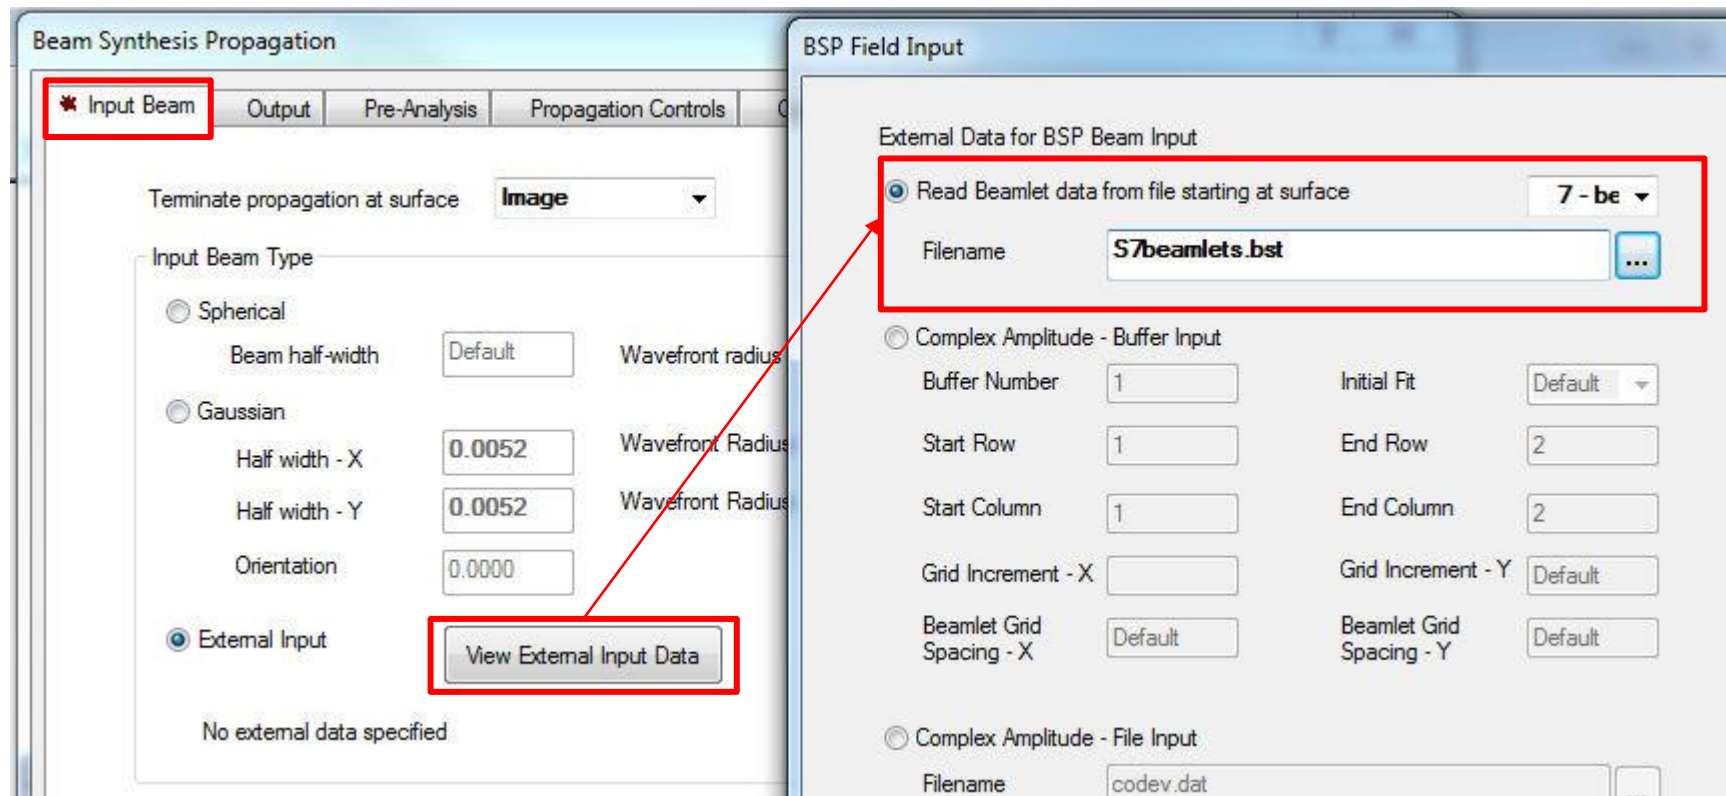 Beam Synthesis Propagation
Input Beam
Output
Pre-Analysis
Propagation Controls
Terminate propagation at surface
Image
Input Beam Type
Spherical
Beam half-width
Default
Wavefront radius
Gaussian
Half width - X
0.0052
Wavefront Radius
Half width - Y
0.0052
Wavefront Radius
Orientation
0.0000
External Input
View External Input Data
No external data specified
BSP Field Input
External Data for BSP Beam Input
Read Beamlet data from file starting at surface
7 - be
Filename
S7beamlets.bst
...
Complex Amplitude - Buffer Input
Buffer Number
1
Initial Fit
Default
Start Row
1
End Row
2
Start Column
1
End Column
2
Grid Increment - X
Grid Increment - Y
Default
Beamlet Grid
Spacing - X
Default
Beamlet Grid
Spacing - Y
Default
Complex Amplitude - File Input
Filename
codev.dat
...